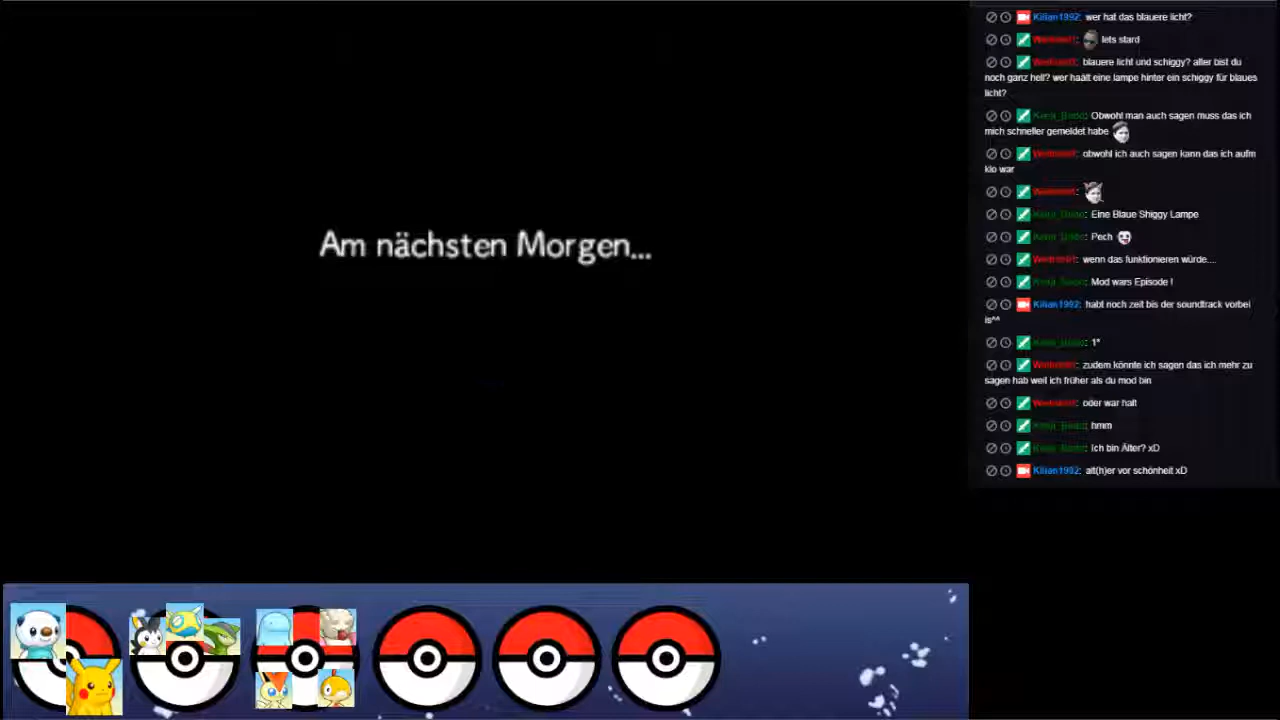 Am nächsten Morgen...
Kilian1992: wer hat das blauere licht?
lets stard
blauere licht und schiggy? aller bist du
noch ganz hell? wer haält eine lampe hinter ein schiggy für blaues
licht?
Obwohl man auch sagen muss das ich
mich schneller gemeldet habe
obwohl ich auch sagen kann das ich aufm
klo war
Eine Blaue Shiggy Lampe
Pech
wenn das funktionieren würde....
Mod wars Episode !
Kilian1992: habt noch zeit bis der soundtrack vorbei
is^^
1*
zudem könnte ich sagen das ich mehr zu
sagen hab weil ich früher als du mod bin
oder war halt
hmm
Ich bin Älter? xD
Kilian1992: alt(h)er vor schönheit xD